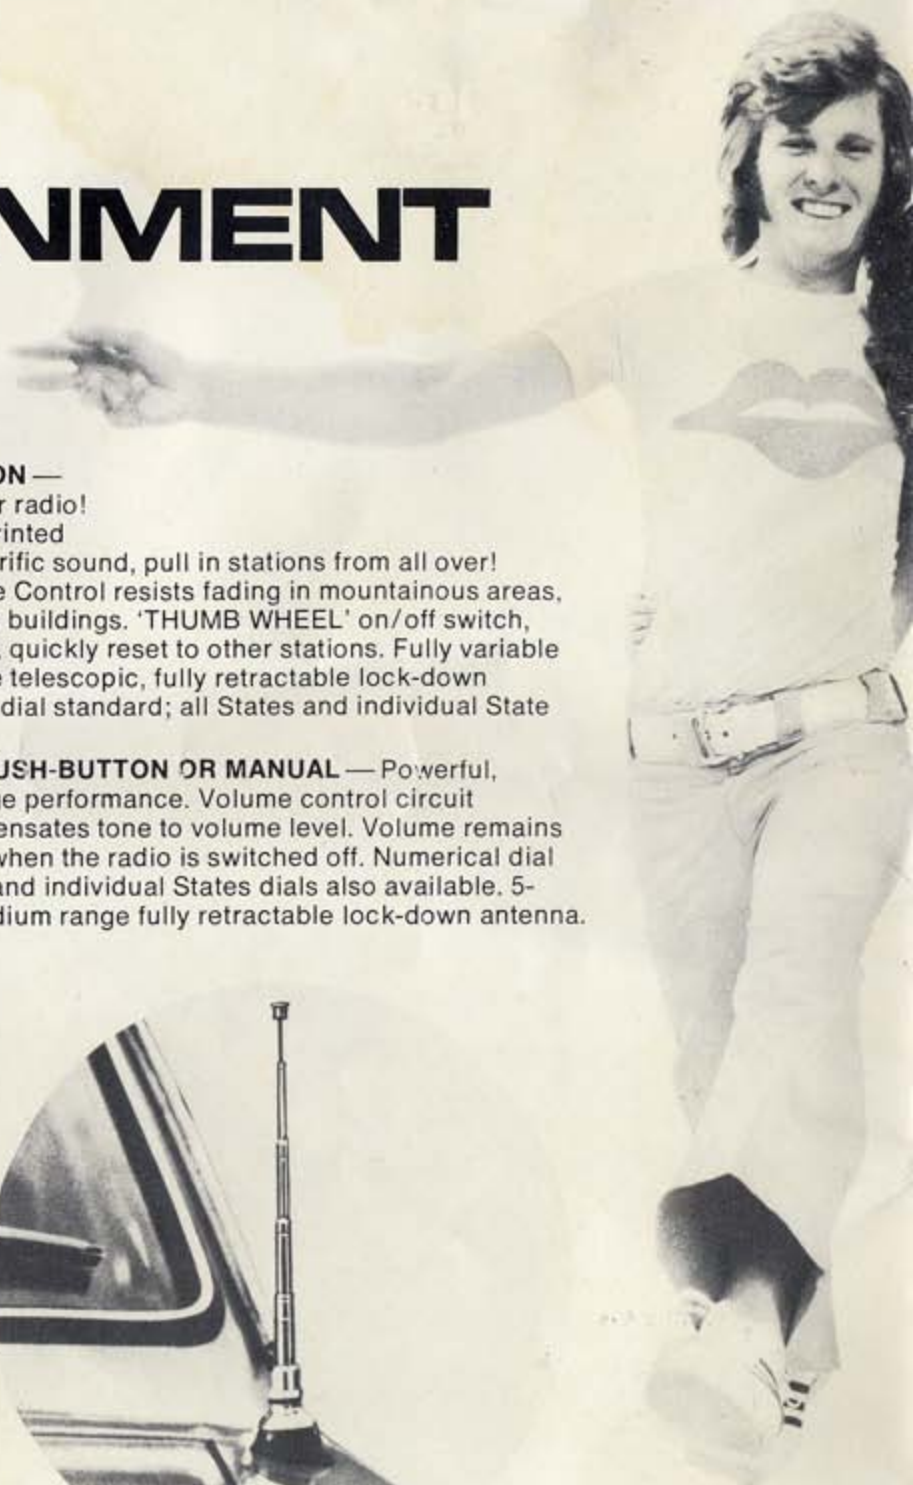 NMENT
ON —
r radio!
rinted
rific sound, pull in stations from all over!
e Control resists fading in mountainous areas,
buildings. ‘THUMB WHEEL’ on/off switch,
, quickly reset to other stations. Fully variable
e telescopic, fully retractable lock-down
dial standard; all States and individual State
USH-BUTTON OR MANUAL — Powerful,
ge performance. Volume control circuit
ensates tone to volume level. Volume remains
when the radio is switched off. Numerical dial
and individual States dials also available. 5-
dium range fully retractable lock-down antenna.